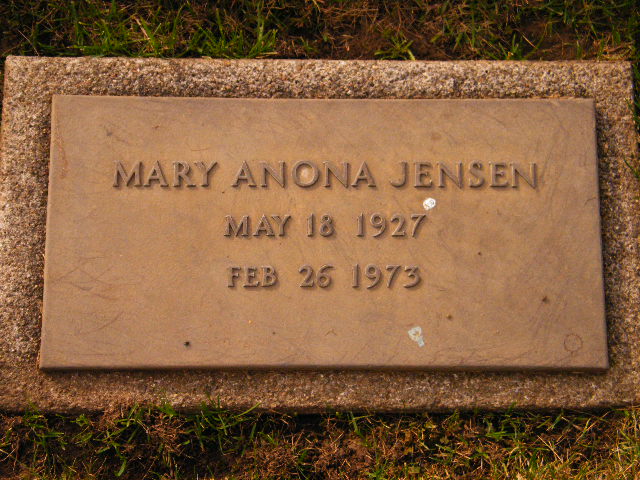 MARY ANONA JENSEN
MAY 18 1927
FEB 26 1973